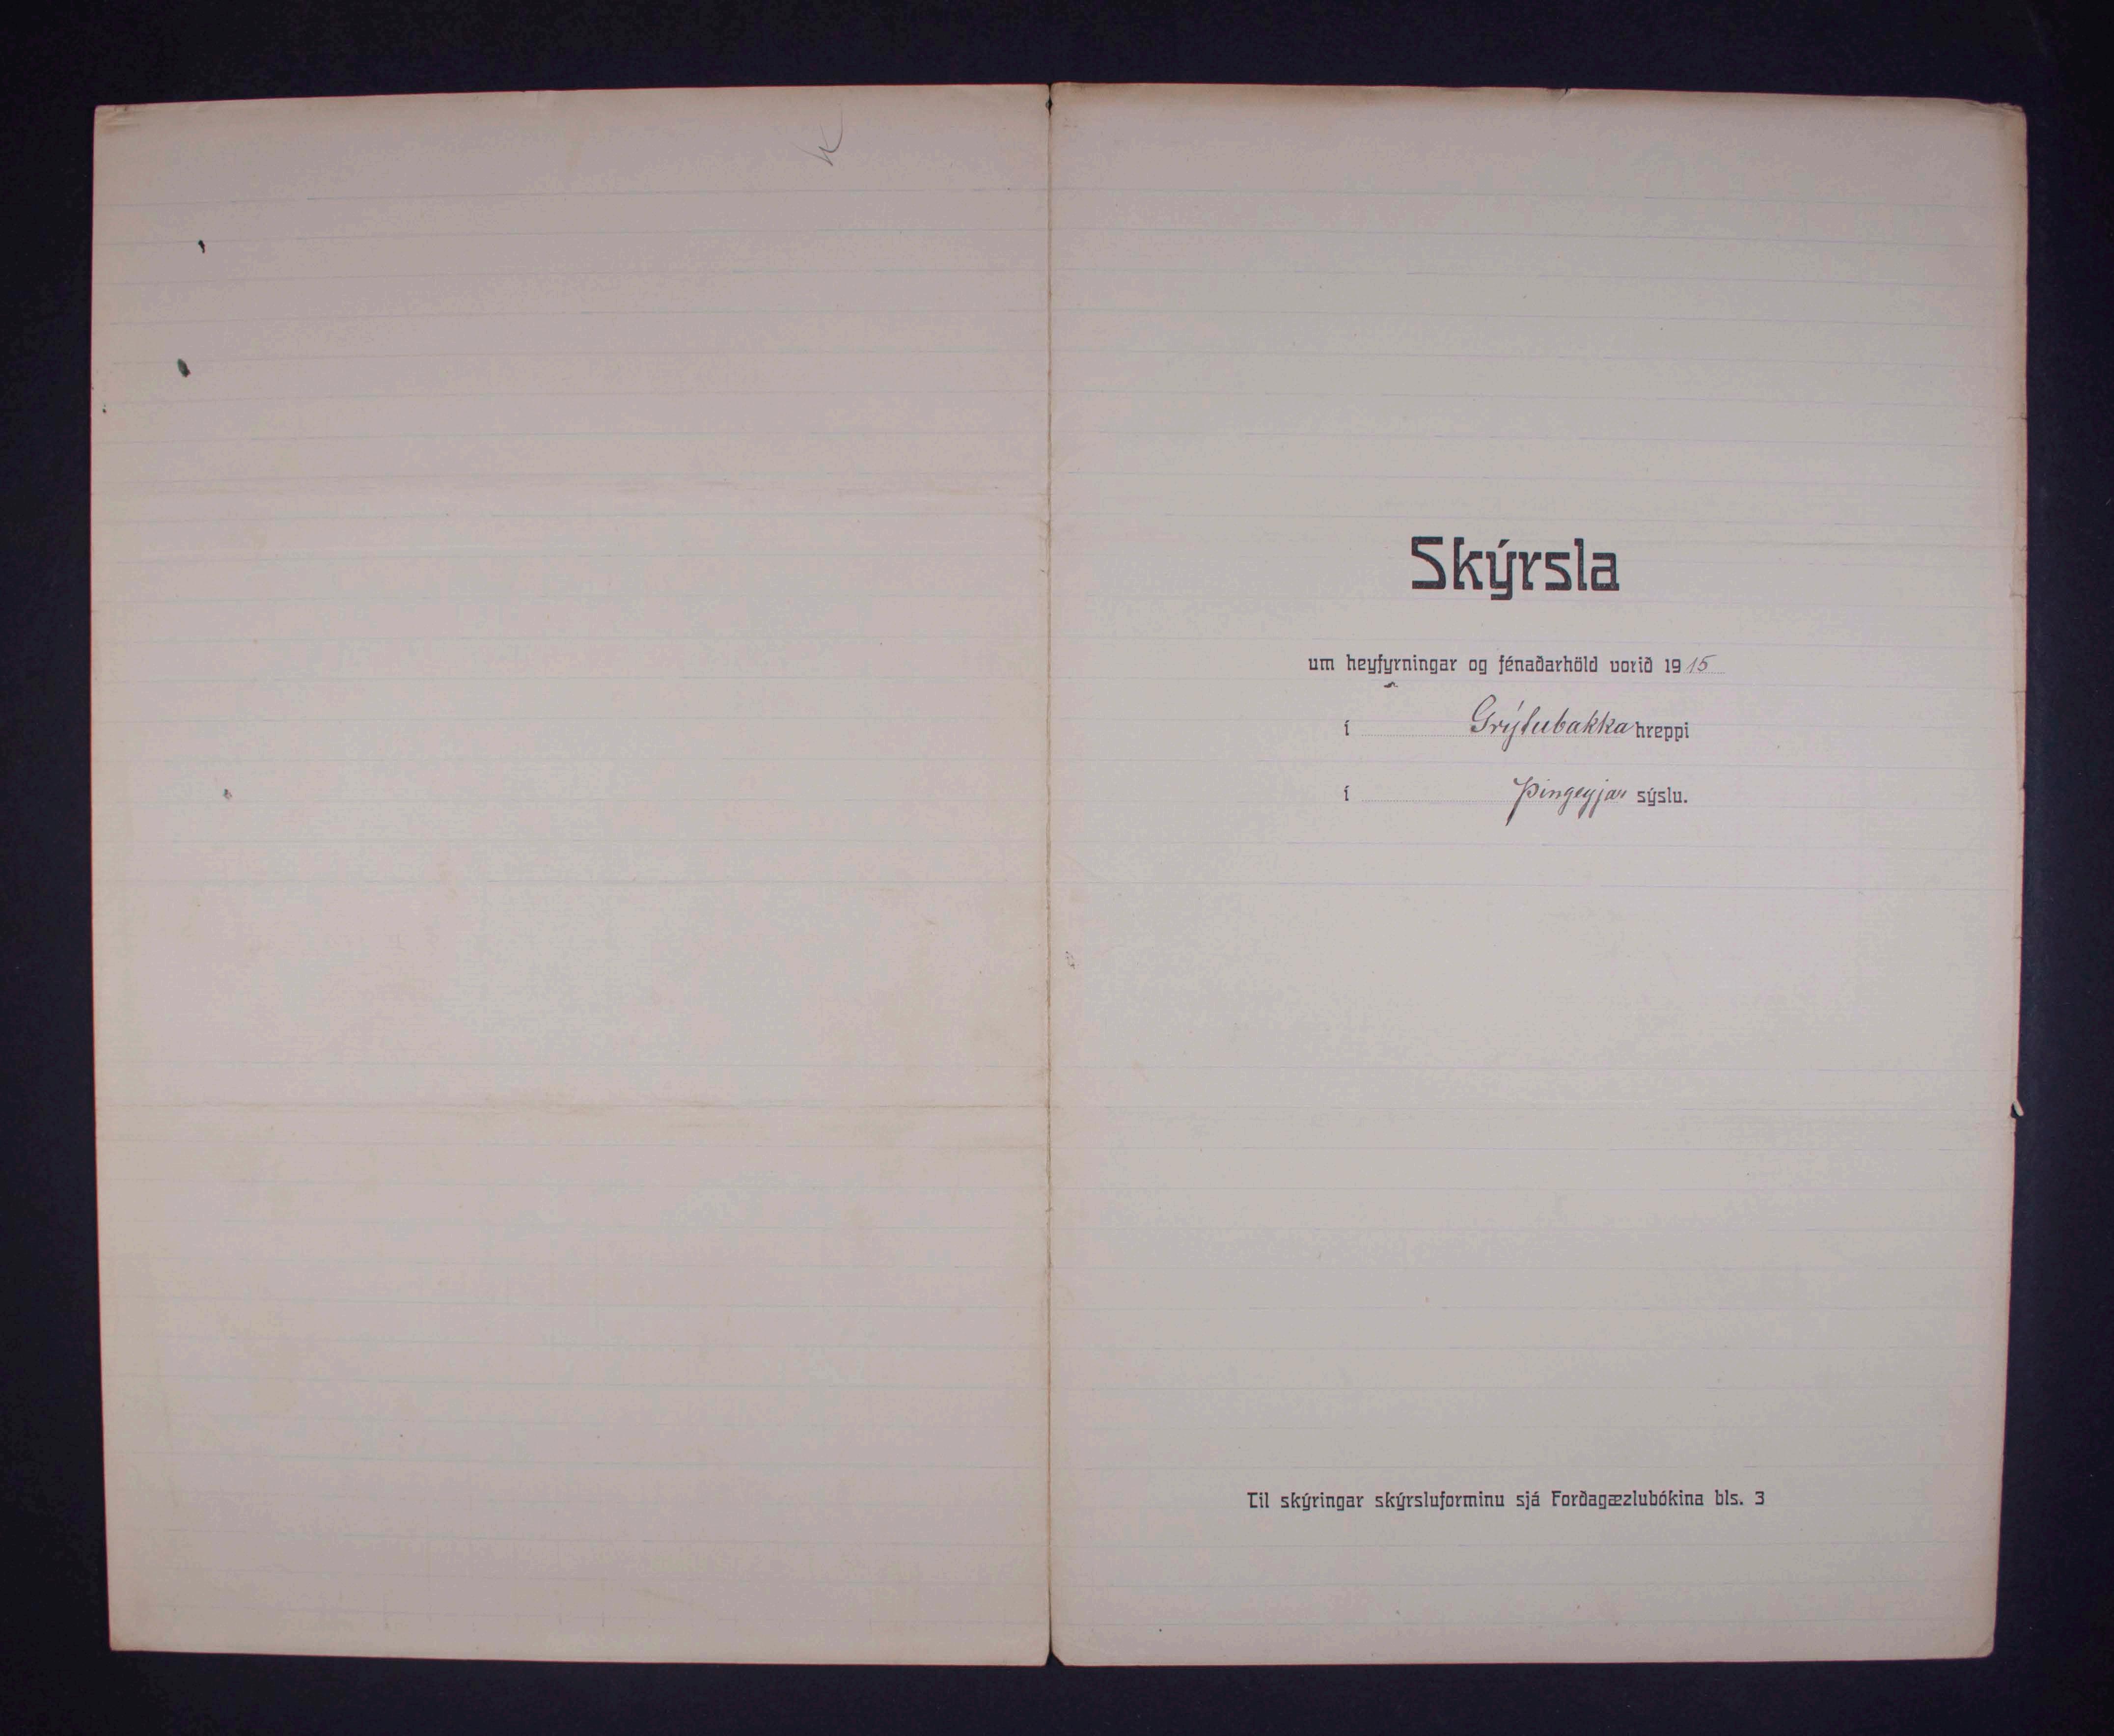 Skýrsla
um heyfyrningar og fénaðarhöld vorið 1915
í Grýtubakka hreppi
í Þingeyjar sýslu.
Til skýringar skýrsluforminu sjá Forðagæzlubókina bls. 3